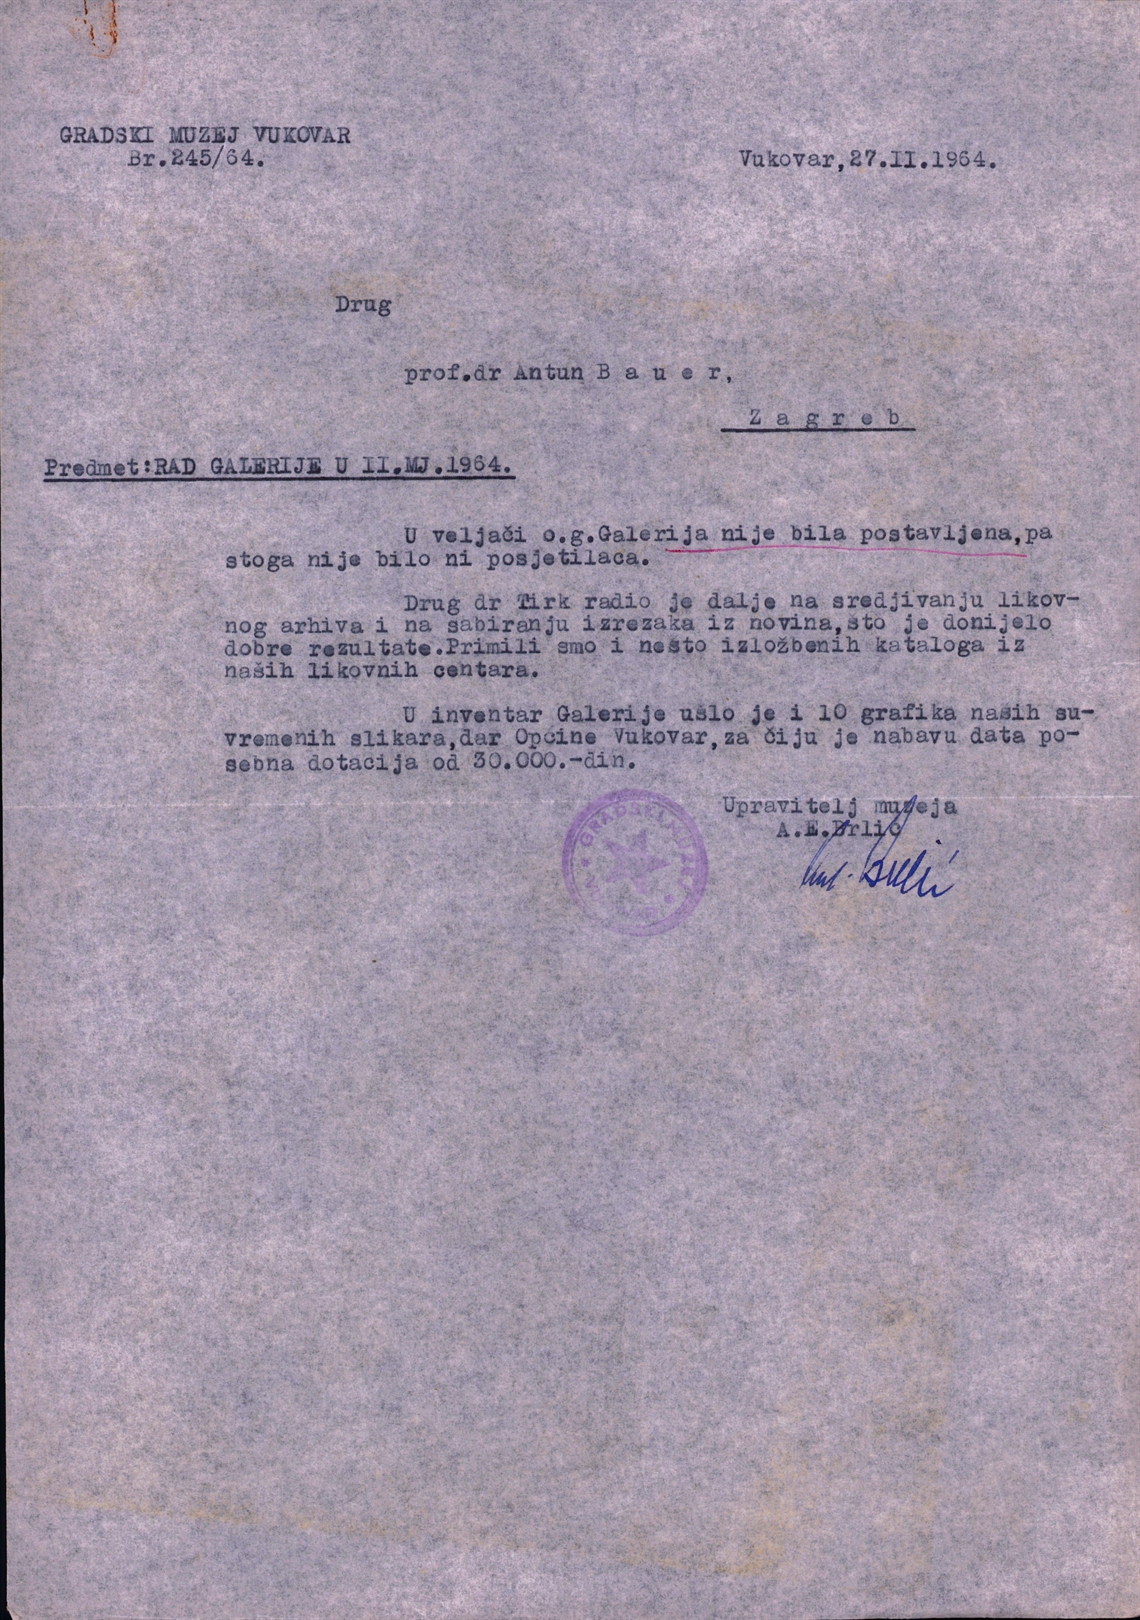 GRADSKI MUZEJ VUKOVAR
Br.245/64.
Vukovar,27.II.1964.
Drug
prof.dr Antun B a u e r,
Z a g r e b
Predmet:RAD GALERIJE U II.MJ.1964.
U veljači o.g.Galerija nije bila postavljena,pa
stoga nije bilo ni posjetilaca.
Drug dr Tirk radio je dalje na sredjivanju likov-
nog arhiva i na sabiranju izrezaka iz novina,što je donijelo
dobre rezultate.Primili smo i nešto izložbenih kataloga iz
naših likovnih centara.
U inventar Galerije ušlo je i 10 grafika naših su-
vremenih slikara,dar Općine Vukovar,za čiju je nabavu data po-
sebna dotacija od 30.000.-din.
Upravitelj muzeja
A.E.Brlić
GRADSKI MUZEJ
Brlić